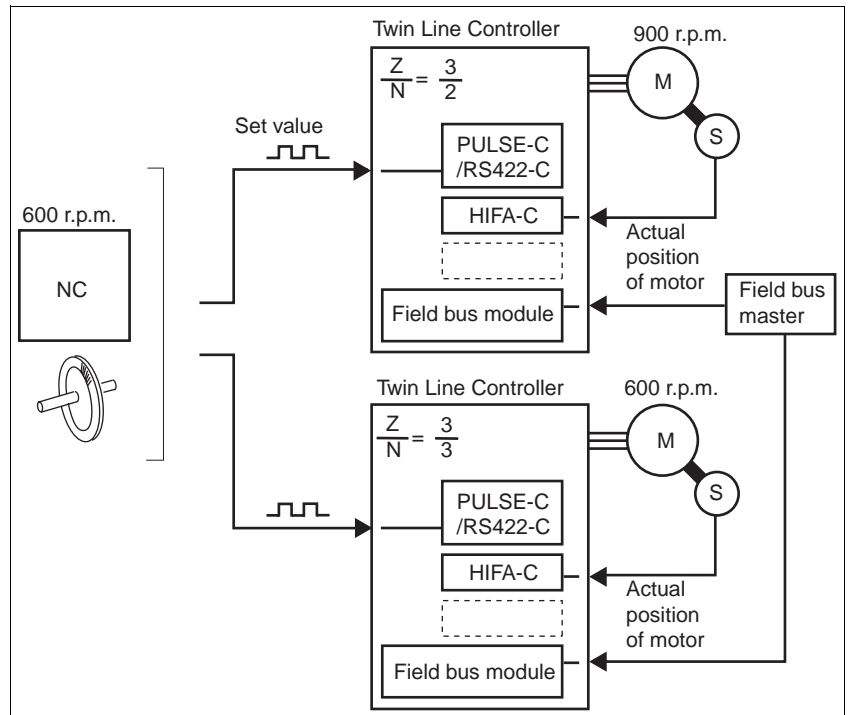 Twin Line Controller
900 r.p.m.
Z
N = 3
2
M
S
Set value
PULSE-C
/RS422-C
HIFA-C
Actual
position
of motor
600 r.p.m.
NC
Field bus module
Field bus
master
Twin Line Controller
600 r.p.m.
Z
N = 3
3
M
S
PULSE-C
/RS422-C
HIFA-C
Actual
position
of motor
Field bus module